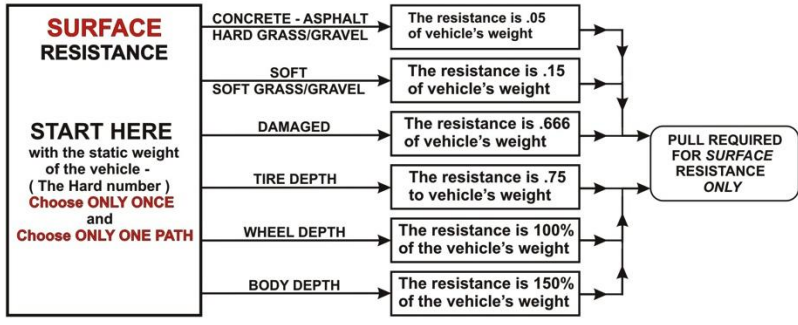 SURFACE
RESISTANCE
START HERE
with the static weight
of the vehicle -
( The Hard number )
Choose ONLY ONCE
and
Choose ONLY ONE PATH
CONCRETE - ASPHALT
HARD GRASS/GRAVEL
The resistance is .05
of vehicle's weight
SOFT
SOFT GRASS/GRAVEL
The resistance is .15
of vehicle's weight
DAMAGED
The resistance is .666
of vehicle's weight
TIRE DEPTH
The resistance is .75
to vehicle's weight
WHEEL DEPTH
The resistance is 100%
of the vehicle's weight
BODY DEPTH
The resistance is 150%
of the vehicle's weight
PULL REQUIRED
FOR SURFACE
RESISTANCE
ONLY